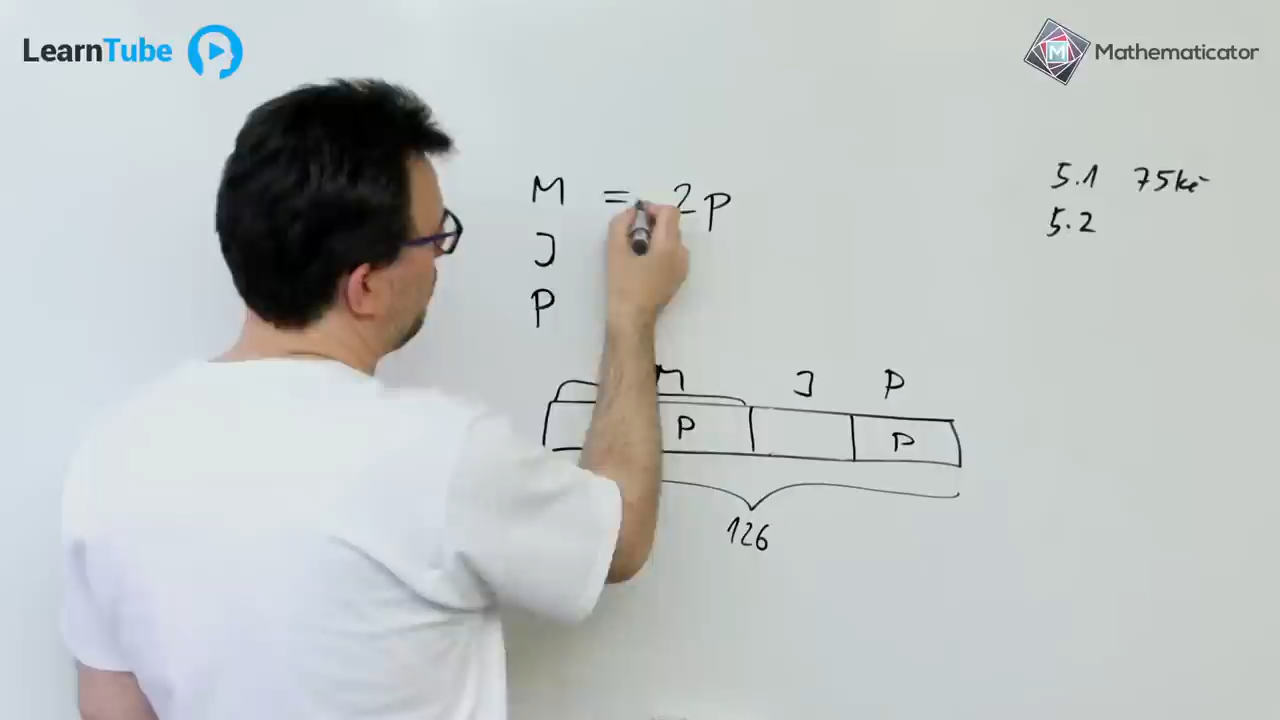 LearnTube
Mathematicator
5.1 75kč
5.2
M = 2P
J
P
M J P
P P
126